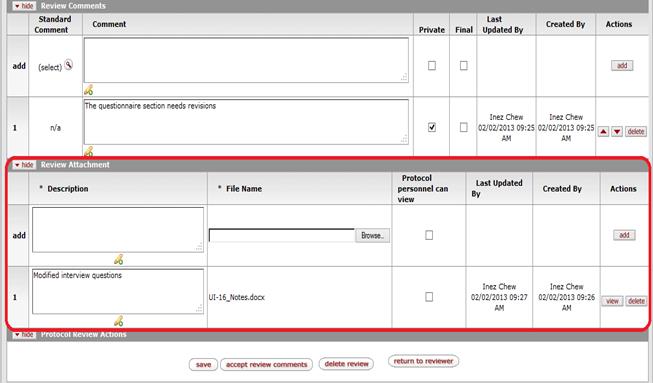 hide Review Comments
Standard Comment Comment Private Final Last Updated By Created By Actions
add (select) add
1 n/a The questionnaire section needs revisions Inez Chew 02/02/2013 09:25 AM Inez Chew 02/02/2013 09:25 AM delete
hide Review Attachment
* Description * File Name Protocol personnel can view Last Updated By Created By Actions
add Browse.. add
1 Modified interview questions UI-16_Notes.docx Inez Chew 02/02/2013 09:27 AM Inez Chew 02/02/2013 09:26 AM view delete
hide Protocol Review Actions
save accept review comments delete review return to reviewer